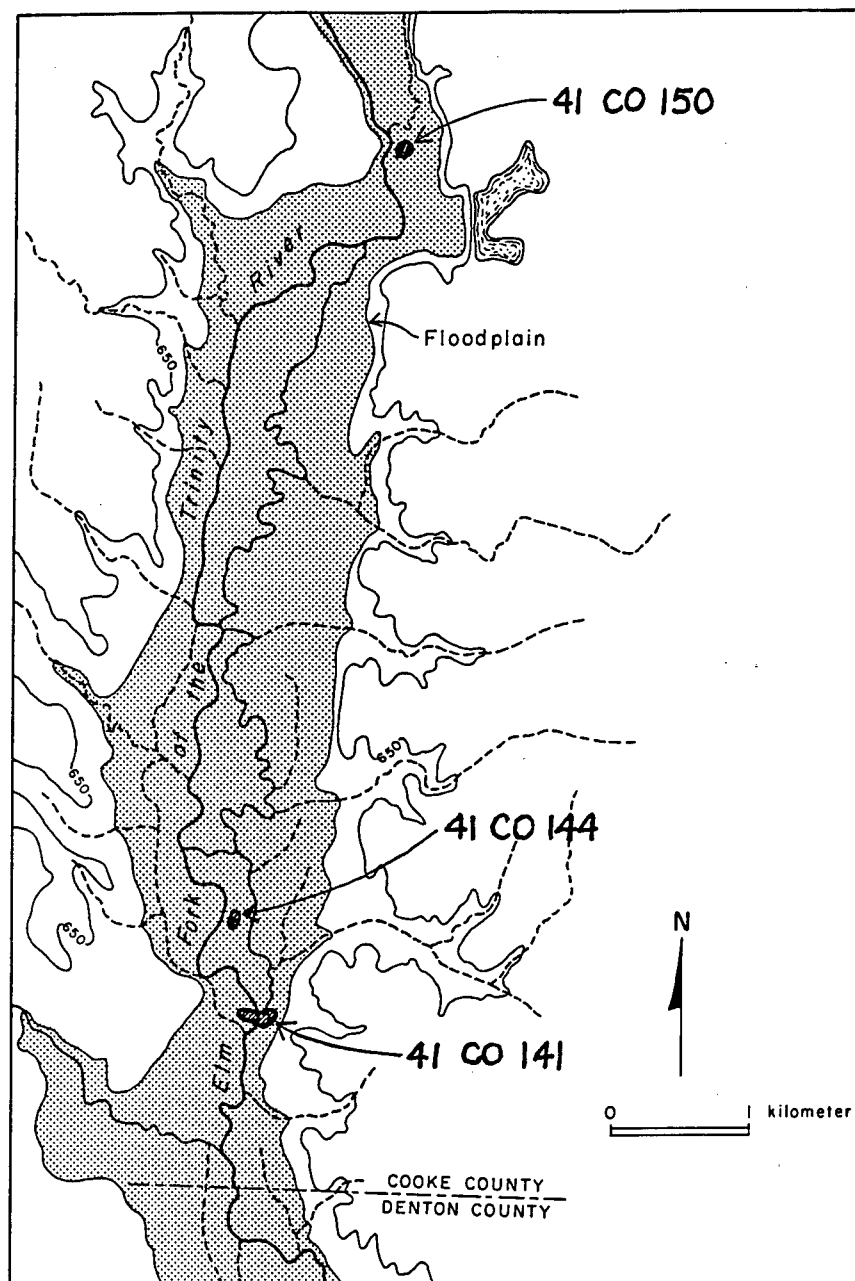 41 CO 150
River
Floodplain
650
Trinity
of the
650
650
41 CO 144
Fork
650
N
41 CO 141
Elm
0 1 kilometer
COOKE COUNTY
DENTON COUNTY